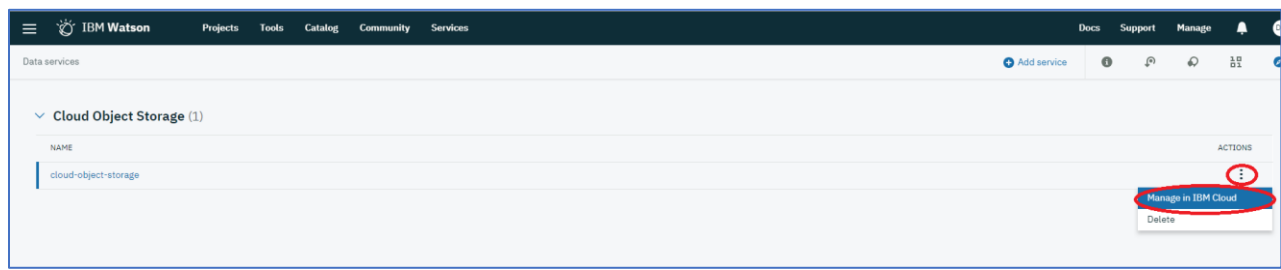 IBM Watson Projects Tools Catalog Community Services Docs Support Manage
Data services Add service
Cloud Object Storage (1)
NAME ACTIONS
cloud-object-storage
Manage in IBM Cloud
Delete